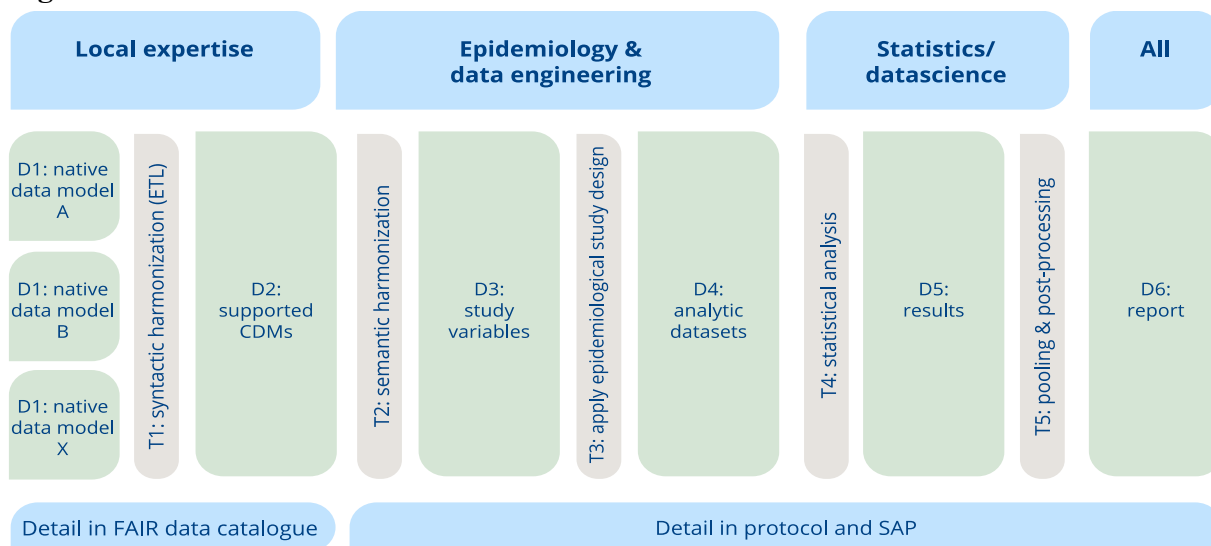 Local expertise
Epidemiology &
data engineering
Statistics/
datascience
All
D1: native
data model
A
D1: native
data model
B
D1: native
data model
X
T1: syntactic harmonization (ETL)
D2:
supported
CDMs
T2: semantic harmonization
D3:
study
variables
T3: apply epidemiological study design
D4:
analytic
datasets
T4: statistical analysis
D5:
results
T5: pooling & post-processing
D6:
report
Detail in FAIR data catalogue
Detail in protocol and SAP